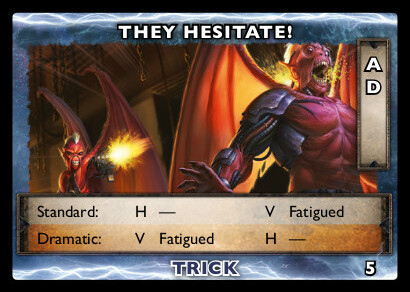 THEY HESITATE!
A
D
Standard: H — V Fatigued
Dramatic: V Fatigued H —
TRICK 5